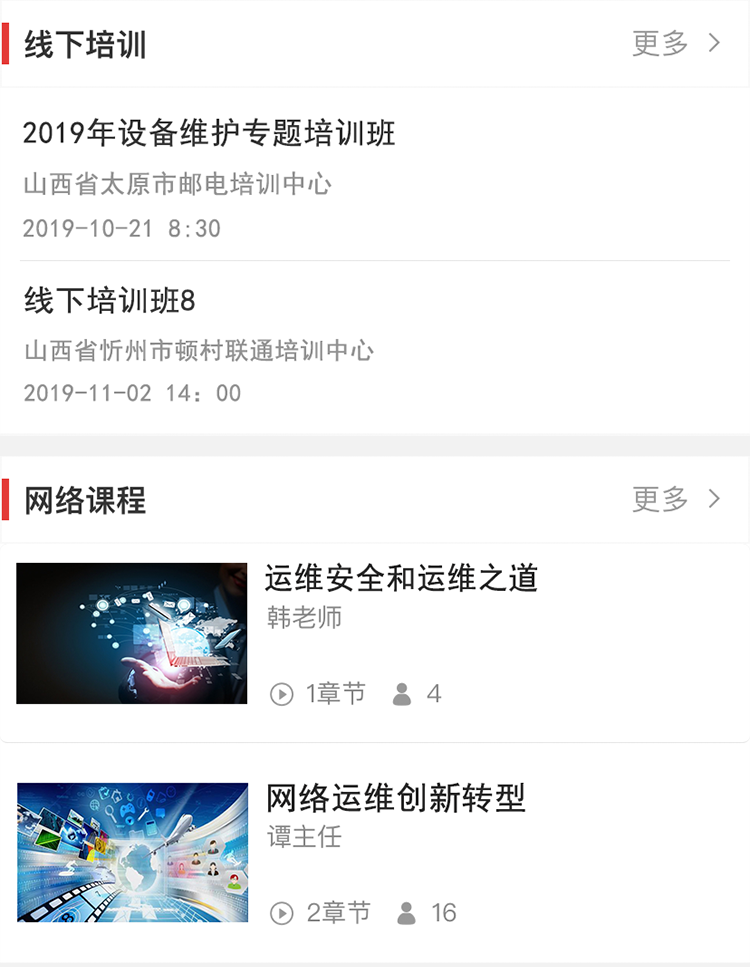 线下培训 更多
2019年设备维护专题培训班
山西省太原市邮电培训中心
2019-10-21 8:30
线下培训班8
山西省忻州市顿村联通培训中心
2019-11-02 14：00
网络课程 更多
运维安全和运维之道
韩老师
1章节 4
网络运维创新转型
谭主任
2章节 16